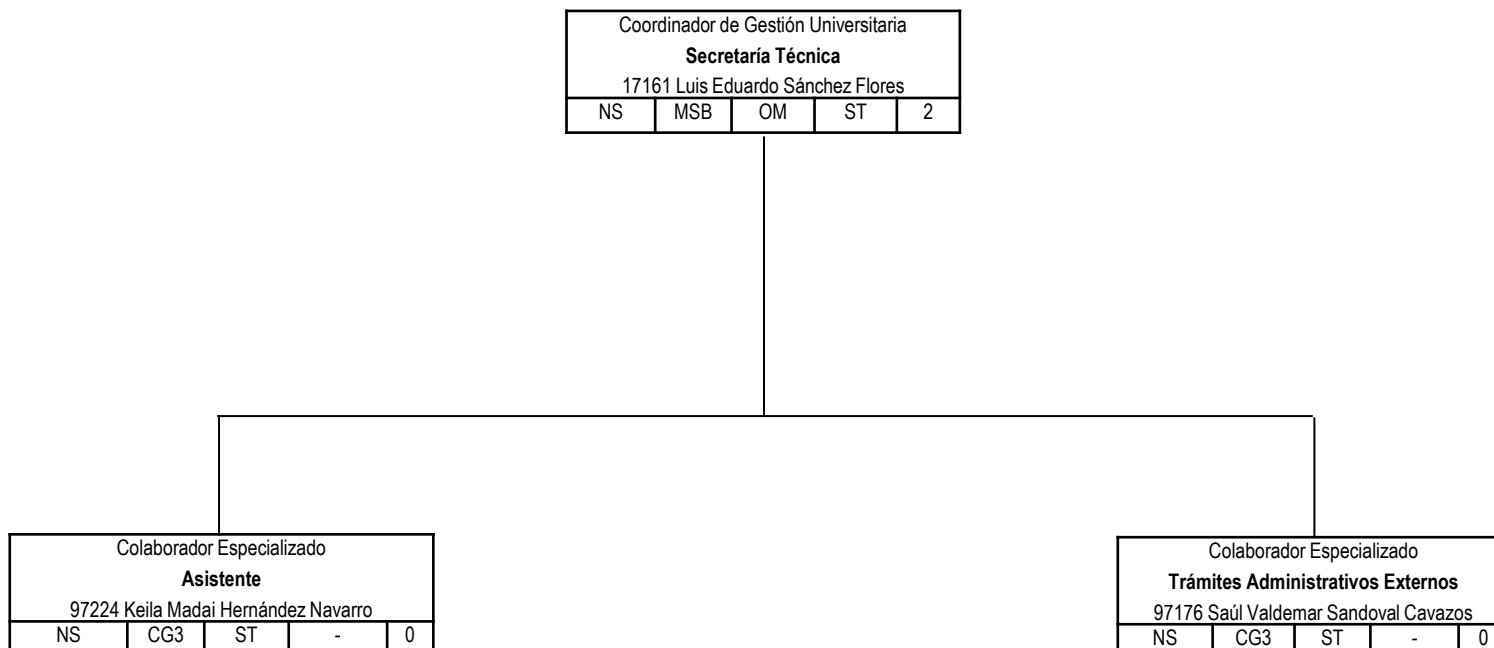 Coordinador de Gestión Universitaria
Secretaría Técnica
17161 Luis Eduardo Sánchez Flores
NS MSB OM ST 2
Colaborador Especializado
Asistente
97224 Keila Madai Hernández Navarro
NS CG3 ST - 0
Colaborador Especializado
Trámites Administrativos Externos
97176 Saúl Valdemar Sandoval Cavazos
NS CG3 ST - 0